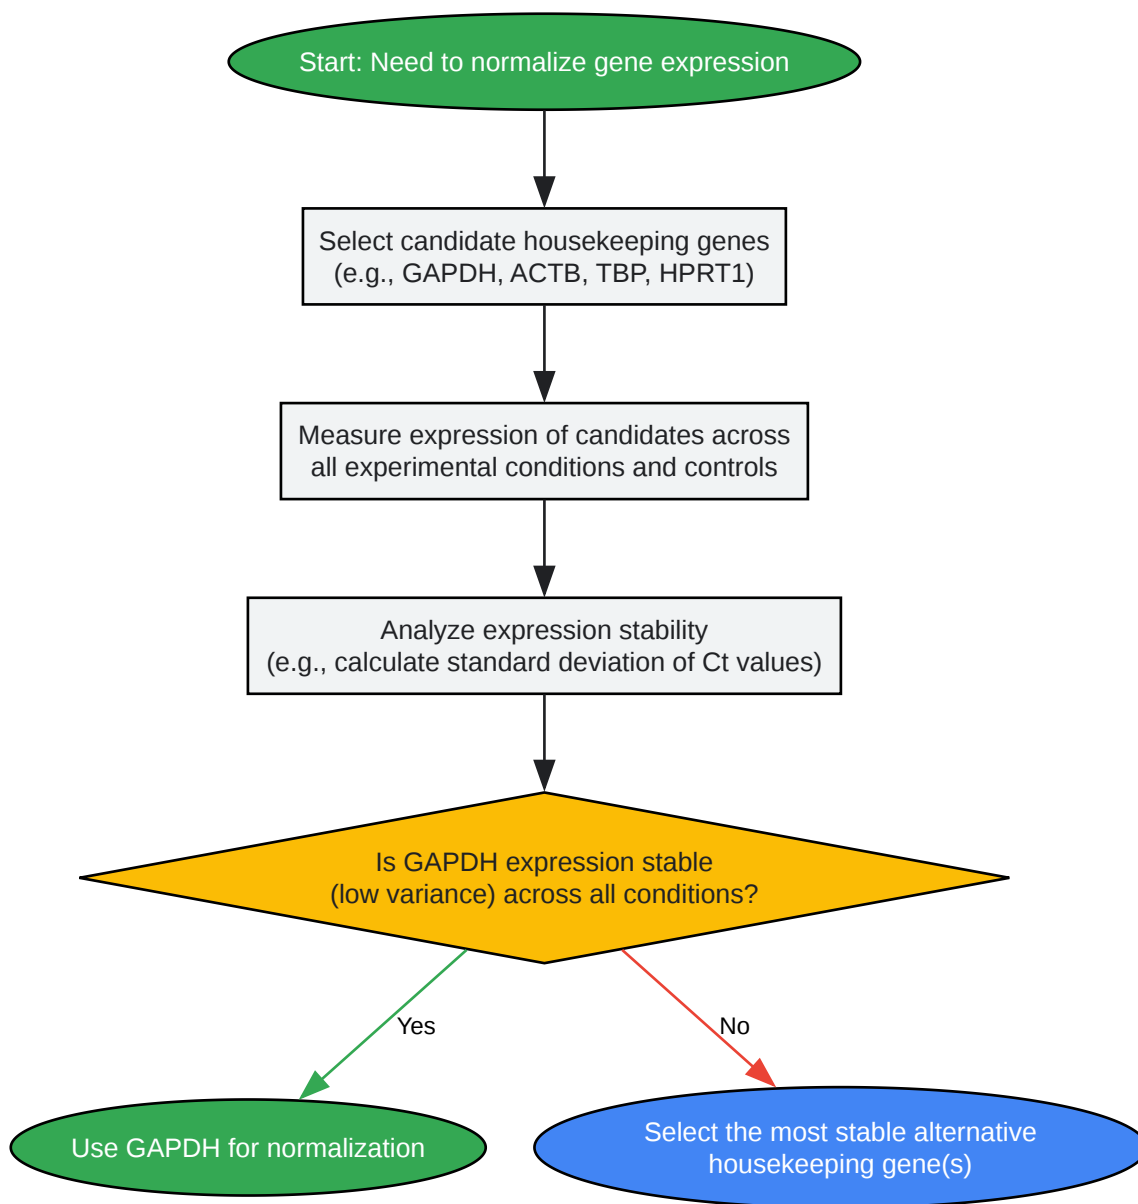 Start: Need to normalize gene expression
Select candidate housekeeping genes
(e.g., GAPDH, ACTB, TBP, HPRT1)
Measure expression of candidates across
all experimental conditions and controls
Analyze expression stability
(e.g., calculate standard deviation of Ct values)
Is GAPDH expression stable
(low variance) across all conditions?
Yes
No
Use GAPDH for normalization
Select the most stable alternative
housekeeping gene(s)